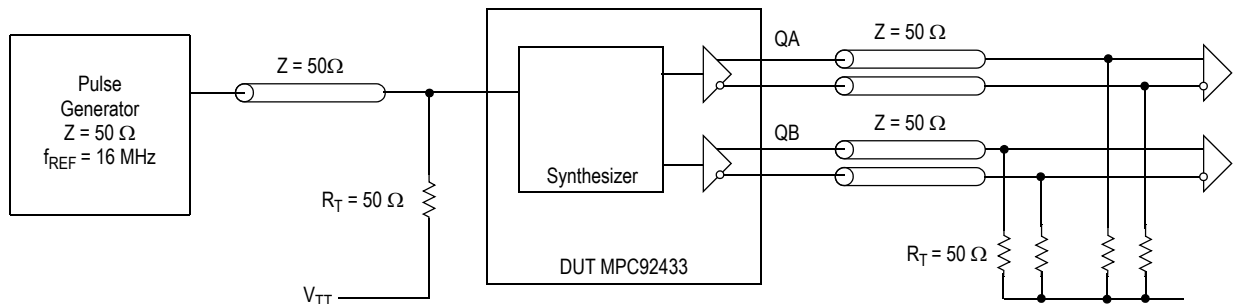 Pulse
Generator
Z = 50 Ω
fREF = 16 MHz
Z = 50Ω
RT = 50 Ω
VTT
Synthesizer
DUT MPC92433
QA
Z = 50 Ω
QB
Z = 50 Ω
RT = 50 Ω